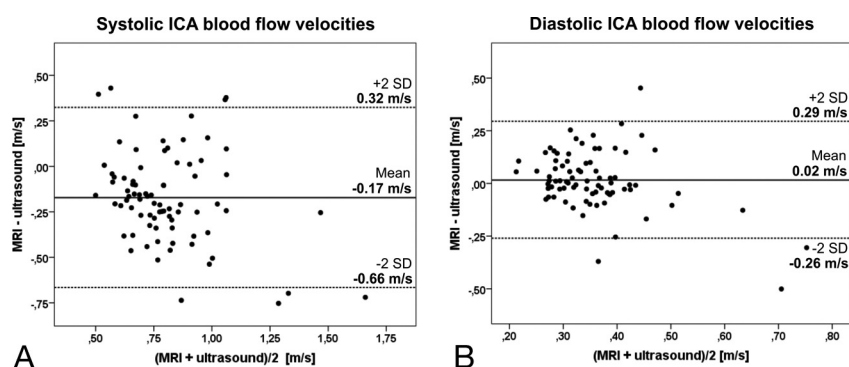 Systolic ICA blood flow velocities
MRI - ultrasound [m/s]
,50
,25
,00
-,25
-,50
-,75
+2 SD
0.32 m/s
Mean
-0.17 m/s
-2 SD
-0.66 m/s
,50
,75
1,00
1,25
1,50
1,75
(MRI + ultrasound)/2 [m/s]
A
Diastolic ICA blood flow velocities
MRI - ultrasound [m/s]
,50
,25
,00
-,25
-,50
+2 SD
0.29 m/s
Mean
0.02 m/s
-2 SD
-0.26 m/s
,20
,30
,40
,50
,60
,70
,80
(MRI + ultrasound)/2 [m/s]
B